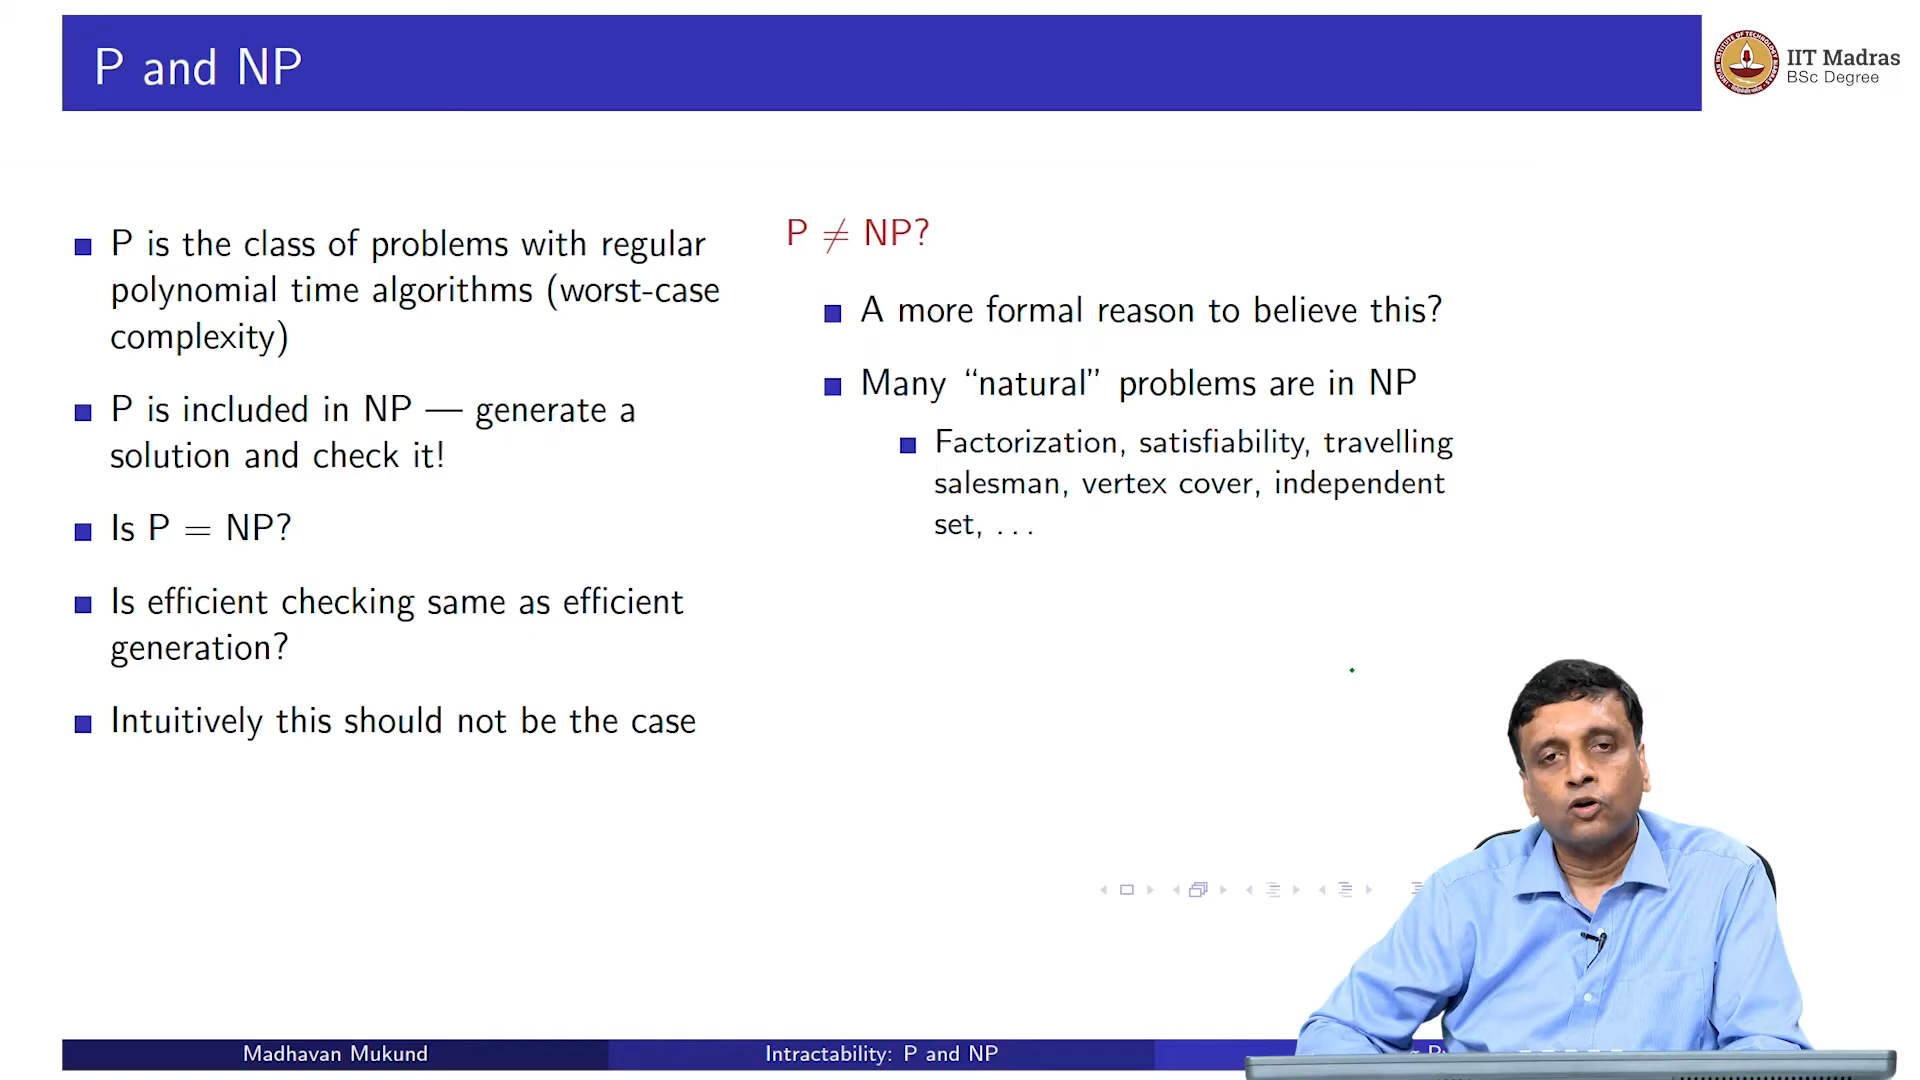 P and NP
IIT Madras
BSc Degree
P is the class of problems with regular
polynomial time algorithms (worst-case
complexity)
P is included in NP — generate a
solution and check it!
Is P = NP?
Is efficient checking same as efficient
generation?
Intuitively this should not be the case
P ≠ NP?
A more formal reason to believe this?
Many “natural” problems are in NP
Factorization, satisfiability, travelling
salesman, vertex cover, independent
set, . . .
Madhavan Mukund
Intractability: P and NP